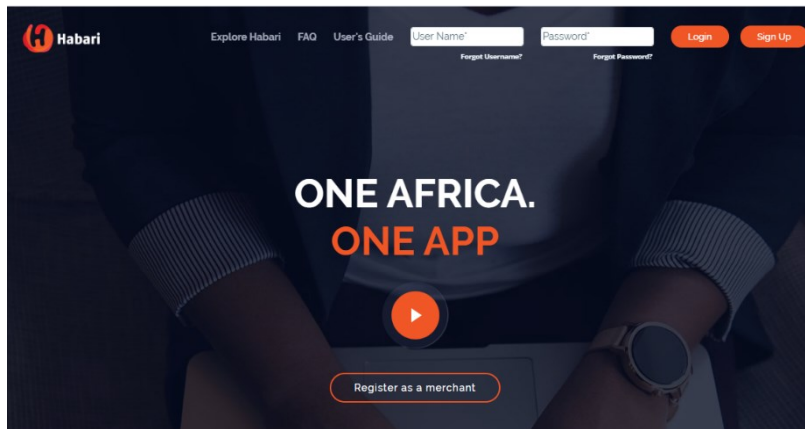 Habari
Explore Habari FAQ User's Guide User Name* Password* Login Sign Up
Forgot Username? Forgot Password?
ONE AFRICA.
ONE APP
Register as a merchant